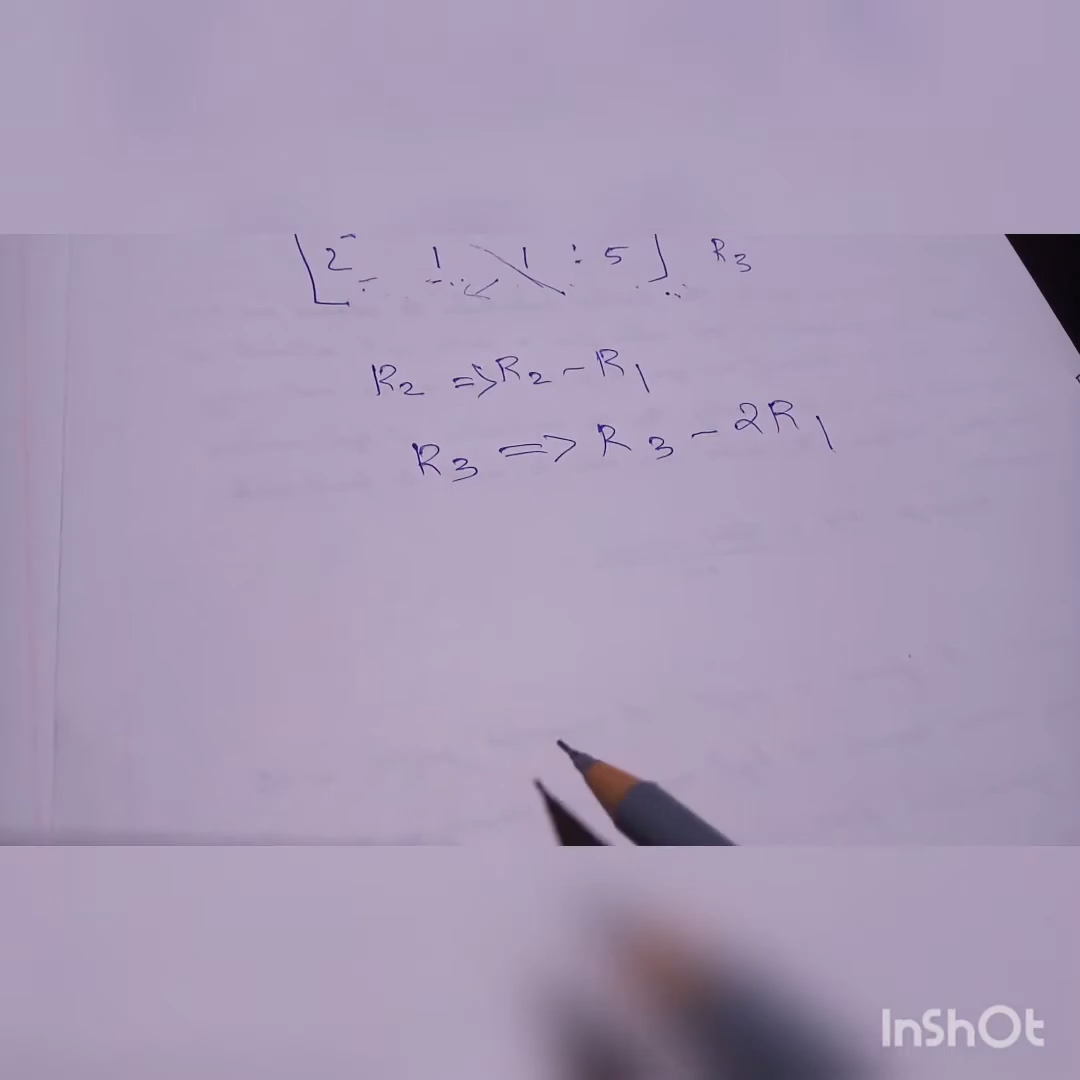 [2 1 1 : 5] R3
R2 => R2 - R1
R3 => R3 - 2R1
InShOt